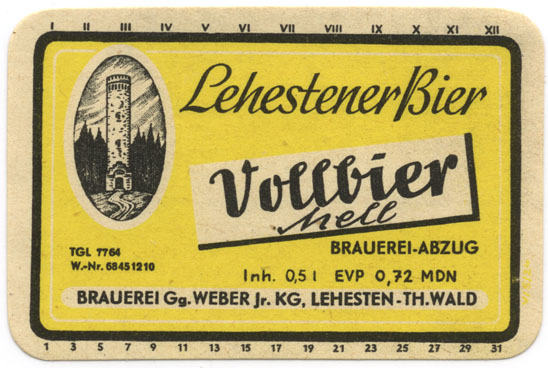 I II III IV V VI VII VIII IX X XI XII
Lehestener Bier
Vollbier
Hell
BRAUEREI-ABZUG
TGL 7764
W.-Nr. 68451210
Inh. 0,5 l EVP 0,72 MDN
BRAUEREI Gg. WEBER Jr. KG, LEHESTEN-TH.WALD
1 3 5 7 9 11 13 15 17 19 21 23 25 27 29 31